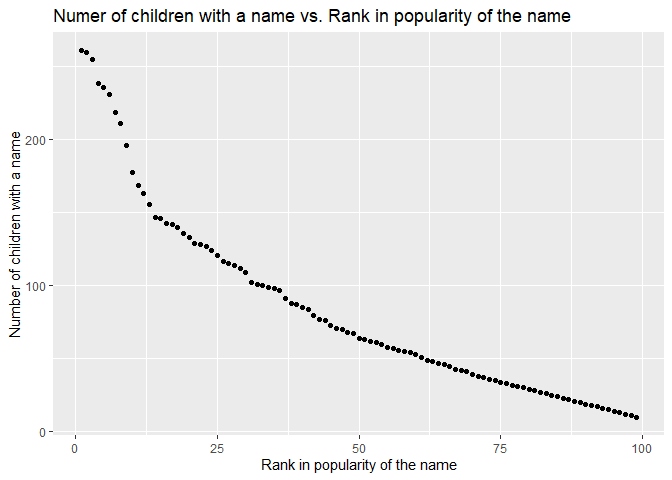 Numer of children with a name vs. Rank in popularity of the name
Number of children with a name
200
100
0
0 25 50 75 100
Rank in popularity of the name